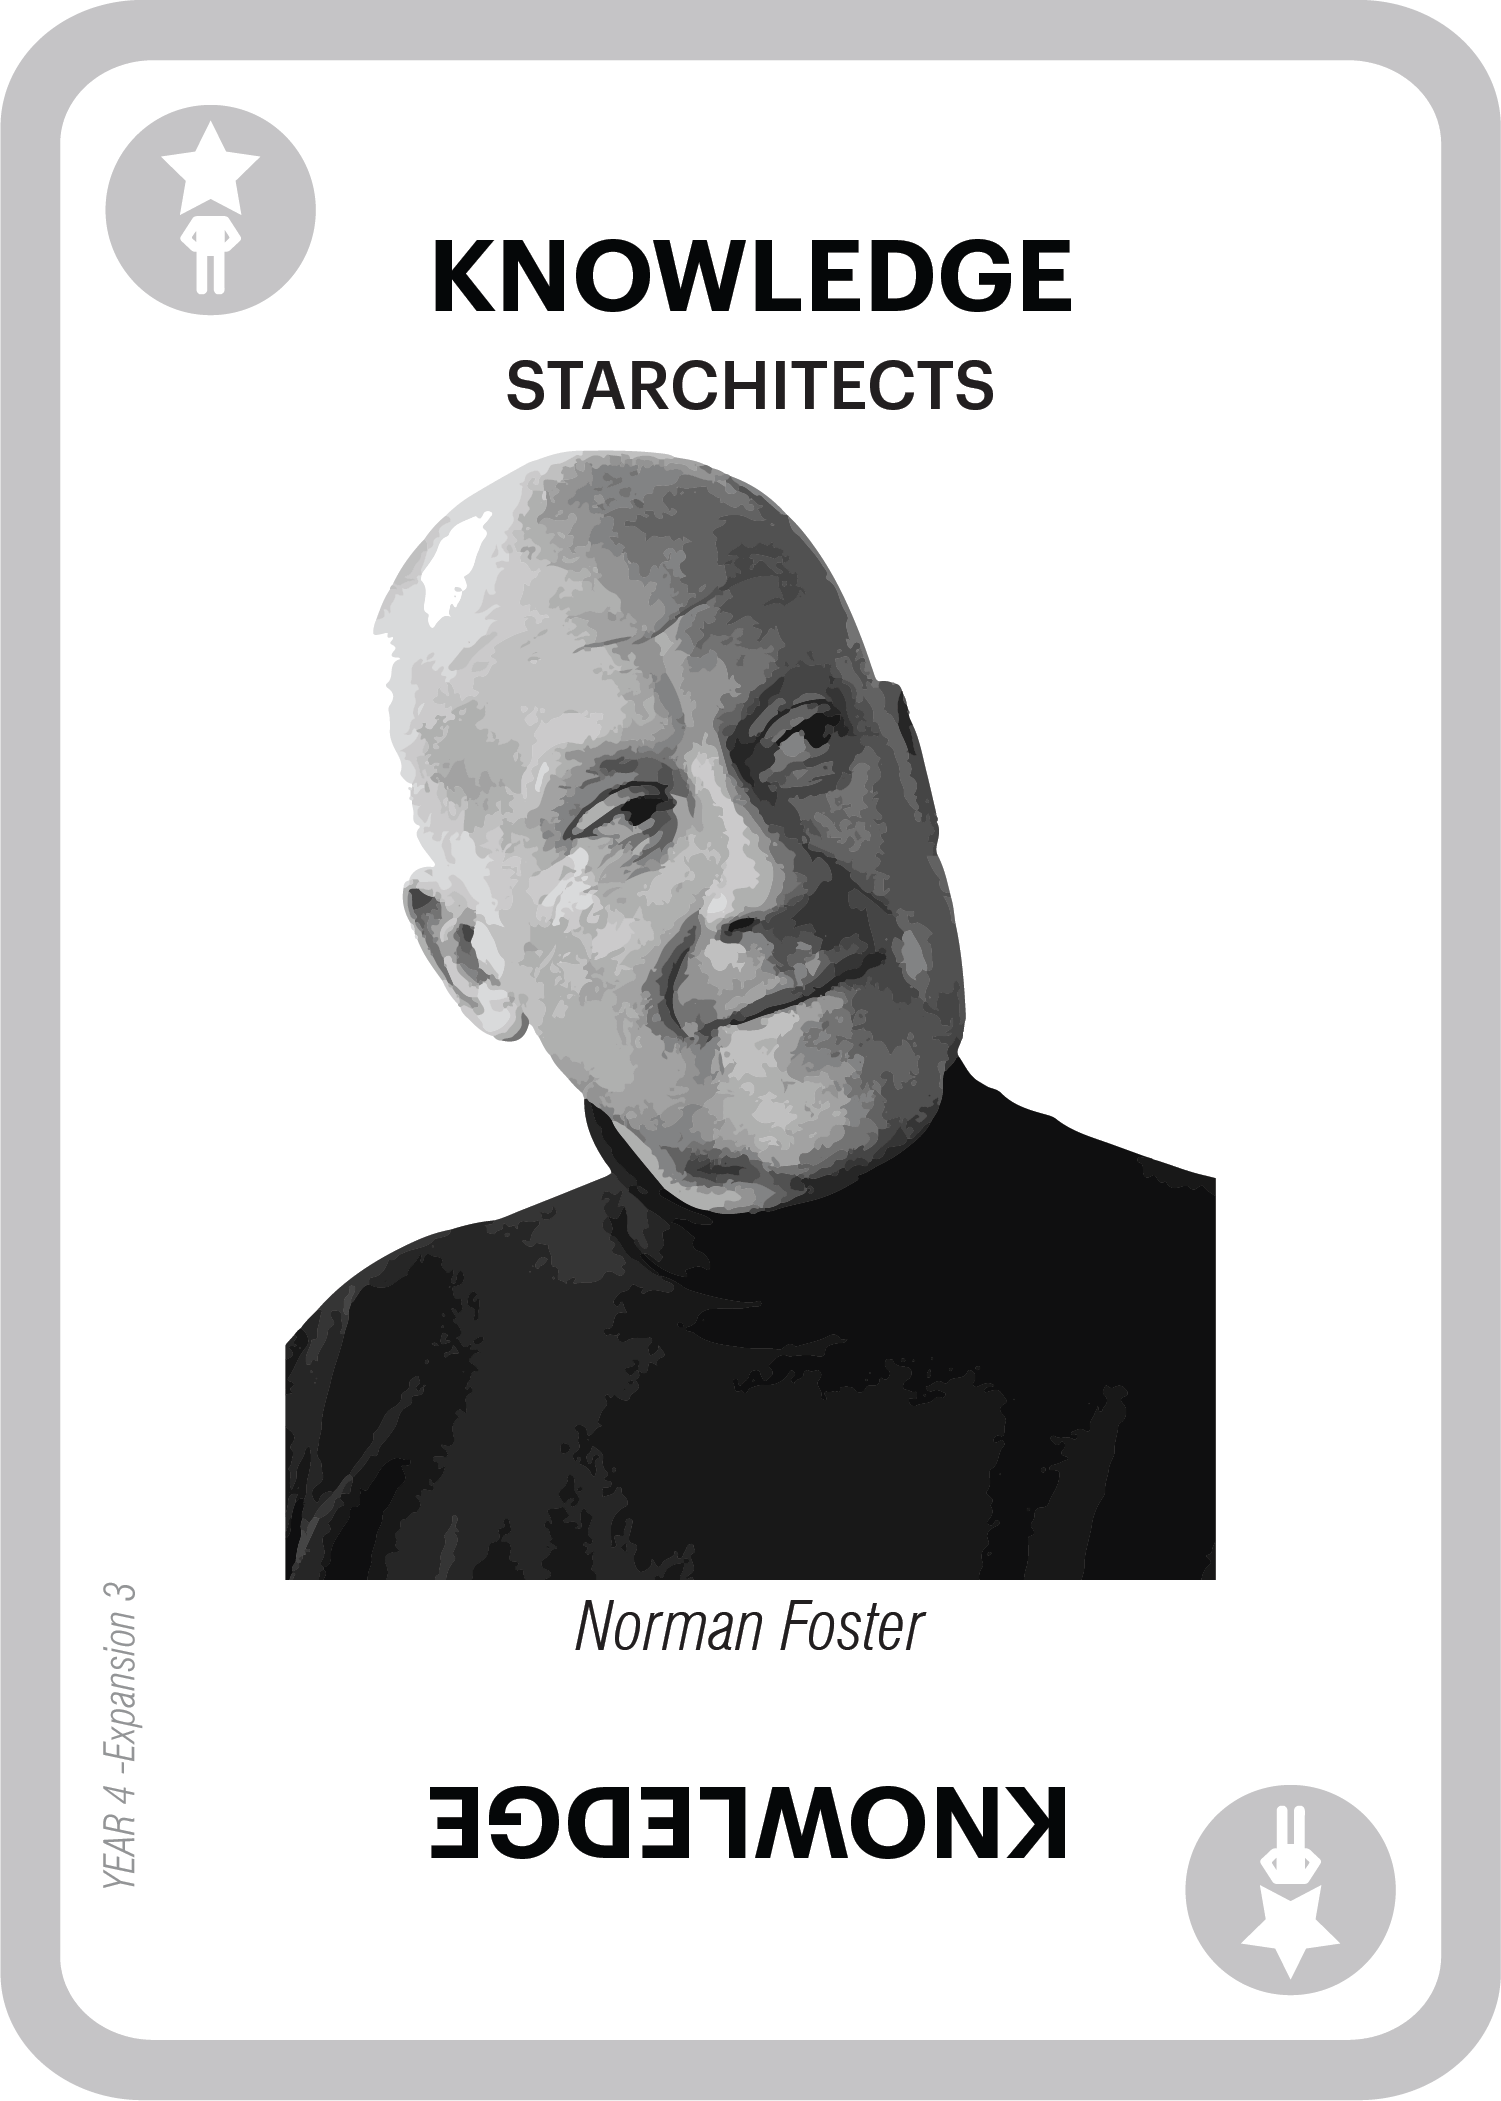 KNOWLEDGE
STARCHITECTS
Norman Foster
YEAR 4 -Expansion 3
KNOWLEDGE